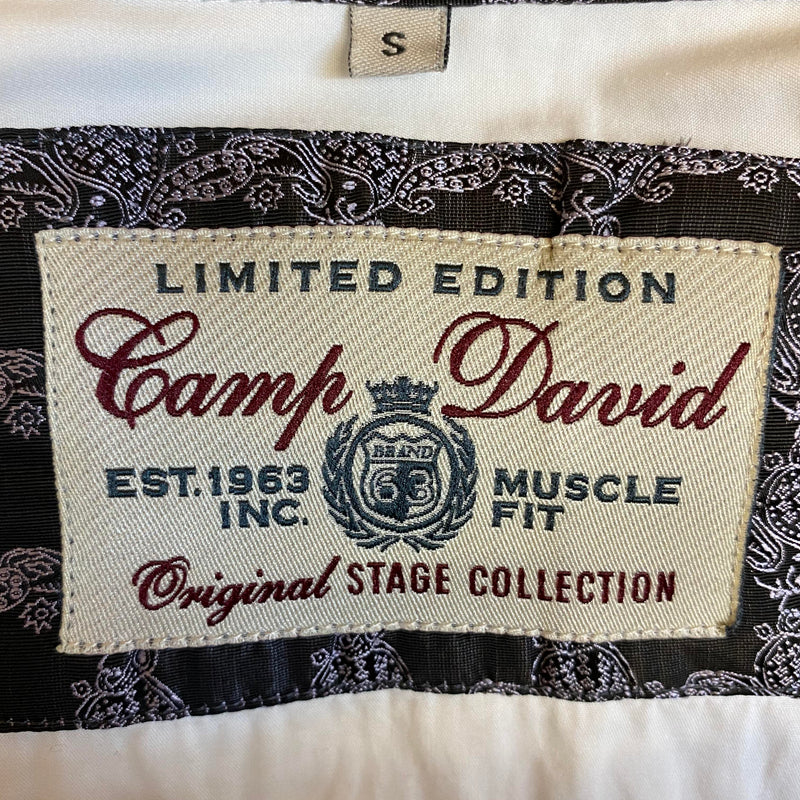 S
LIMITED EDITION
Camp David
BRAND
63
EST. 1963
INC.
MUSCLE
FIT
Original STAGE COLLECTION